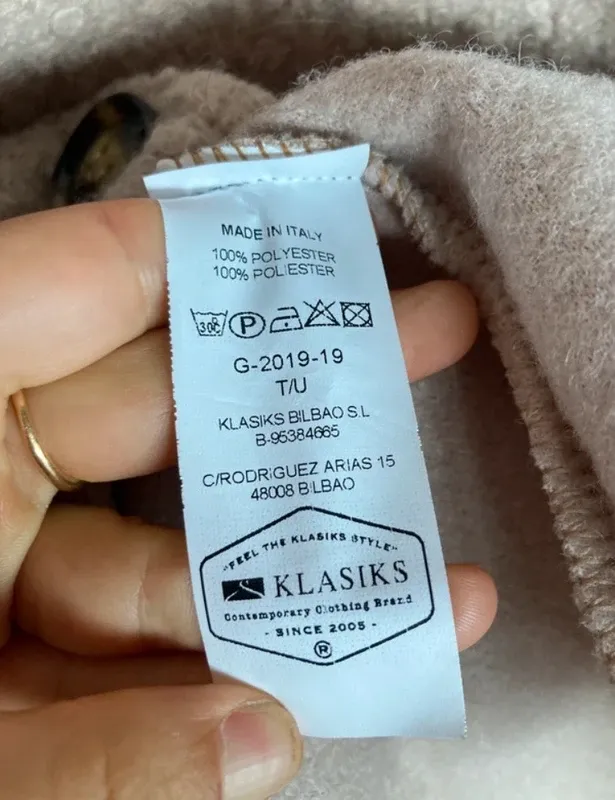 MADE IN ITALY
100% POLYESTER
100% POLIESTER
30° P
G-2019-19
T/U
KLASIKS BILBAO S.L
B-95384665
C/RODRIGUEZ ARIAS 15
48008 BILBAO
"FEEL THE KLASIKS STYLE"
KLASIKS
Contemporary Clothing Brand
- SINCE 2005 -
®